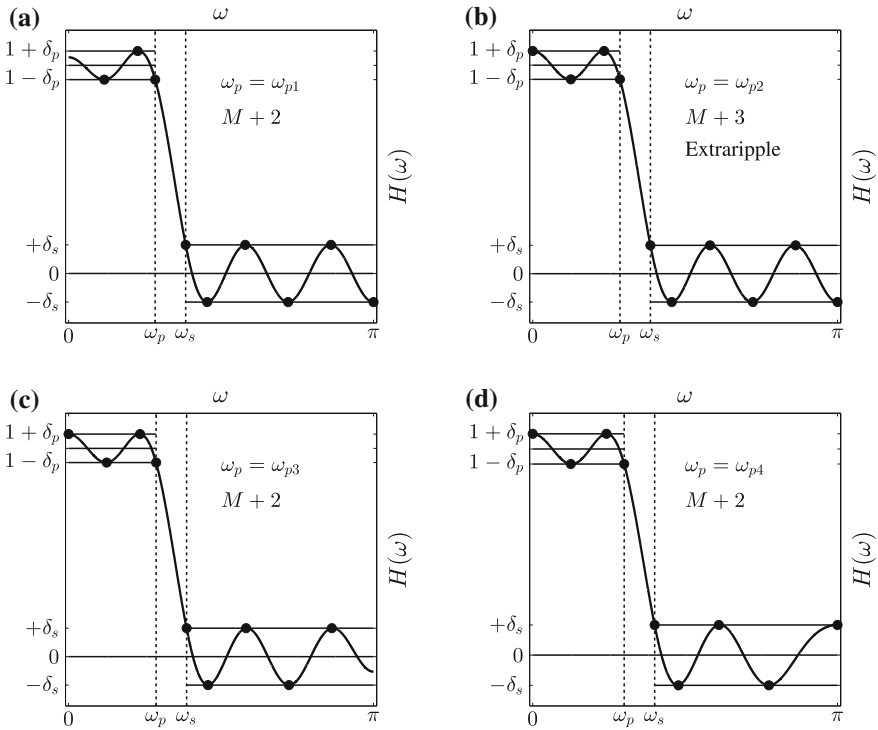 (a)
ω
1 + δₚ
1 − δₚ
ωₚ = ωₚ₁
M + 2
+δₛ
0
−δₛ
0
ωₚ
ωₛ
π
H(ω)
(b)
ω
1 + δₚ
1 − δₚ
ωₚ = ωₚ₂
M + 3
Extraripple
+δₛ
0
−δₛ
0
ωₚ
ωₛ
π
H(ω)
(c)
ω
1 + δₚ
1 − δₚ
ωₚ = ωₚ₃
M + 2
+δₛ
0
−δₛ
0
ωₚ
ωₛ
π
H(ω)
(d)
ω
1 + δₚ
1 − δₚ
ωₚ = ωₚ₄
M + 2
+δₛ
0
−δₛ
0
ωₚ
ωₛ
π
H(ω)